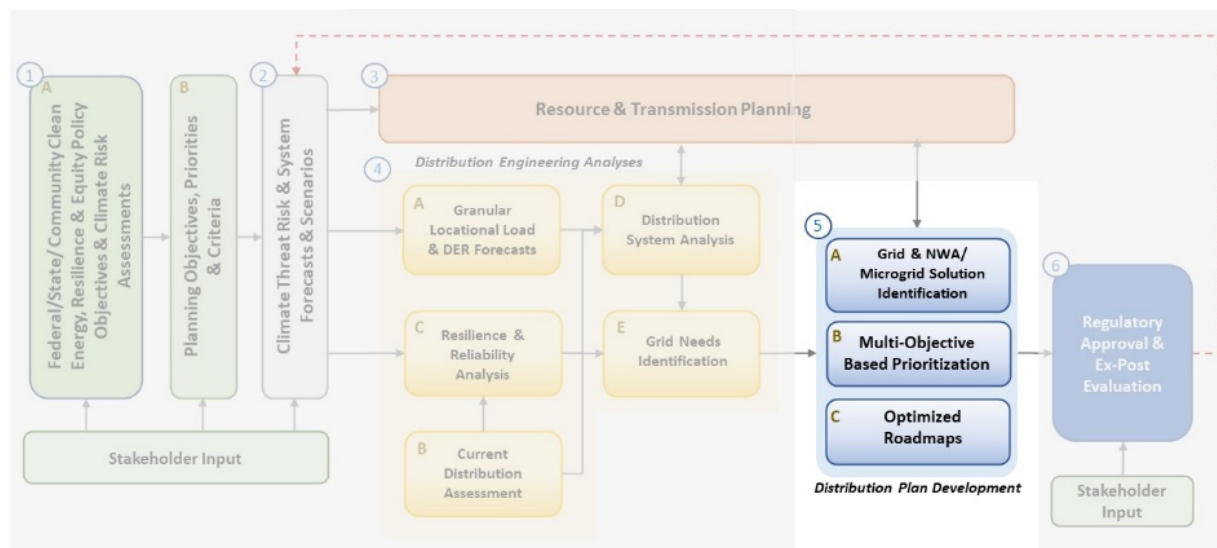 1
A
Federal/State/ Community Clean
Energy, Resilience & Equity Policy
Objectives & Climate Risk
Assessments
B
Planning Objectives, Priorities
& Criteria
2
Climate Threat Risk & System
Forecasts & Scenarios
Stakeholder Input
3
Resource & Transmission Planning
4
Distribution Engineering Analyses
A
Granular
Locational Load
& DER Forecasts
D
Distribution
System Analysis
C
Resilience &
Reliability
Analysis
E
Grid Needs
Identification
B
Current
Distribution
Assessment
5
A
Grid & NWA/
Microgrid Solution
Identification
B
Multi-Objective
Based Prioritization
C
Optimized
Roadmaps
Distribution Plan Development
6
Regulatory
Approval &
Ex-Post
Evaluation
Stakeholder
Input